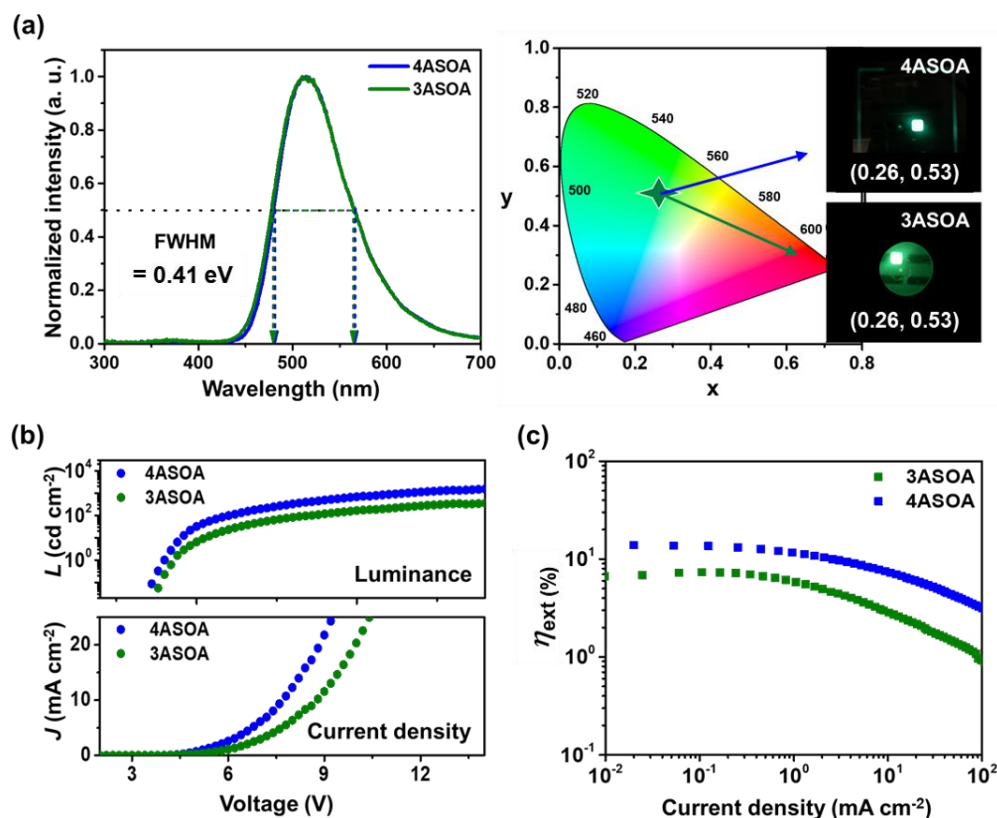 (a)
Normalized intensity (a. u.)
1.0
0.8
0.6
0.4
0.2
0.0
4ASOA
3ASOA
FWHM
= 0.41 eV
300 400 500 600 700
Wavelength (nm)
y
1.0
0.8
0.6
0.4
0.2
0.0
520
540
560
500
580
600
480
460
0.0 0.2 0.4 0.6 0.8
x
4ASOA
(0.26, 0.53)
3ASOA
(0.26, 0.53)
(b)
L (cd cm⁻²)
10⁴
10²
10⁰
4ASOA
3ASOA
Luminance
J (mA cm⁻²)
20
10
0
4ASOA
3ASOA
Current density
3 6 9 12
Voltage (V)
(c)
ηext (%)
10²
10¹
10⁰
10⁻¹
3ASOA
4ASOA
10⁻² 10⁻¹ 10⁰ 10¹ 10²
Current density (mA cm⁻²)